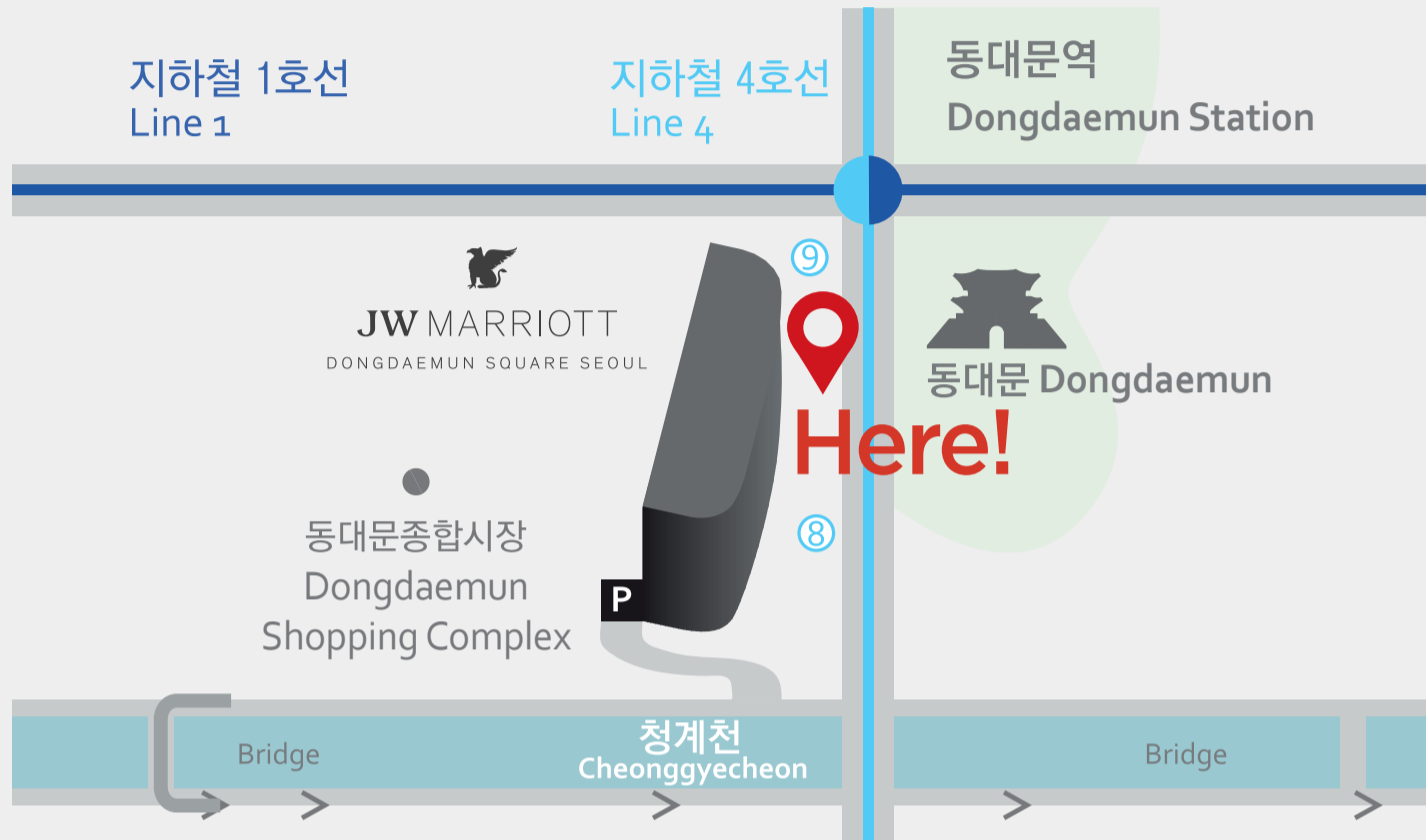 지하철 1호선
Line 1
지하철 4호선
Line 4
동대문역
Dongdaemun Station
⑨
JW MARRIOTT
DONGDAEMUN SQUARE SEOUL
동대문 Dongdaemun
Here!
⑧
동대문종합시장
Dongdaemun
Shopping Complex
P
청계천
Cheonggyecheon
Bridge
Bridge